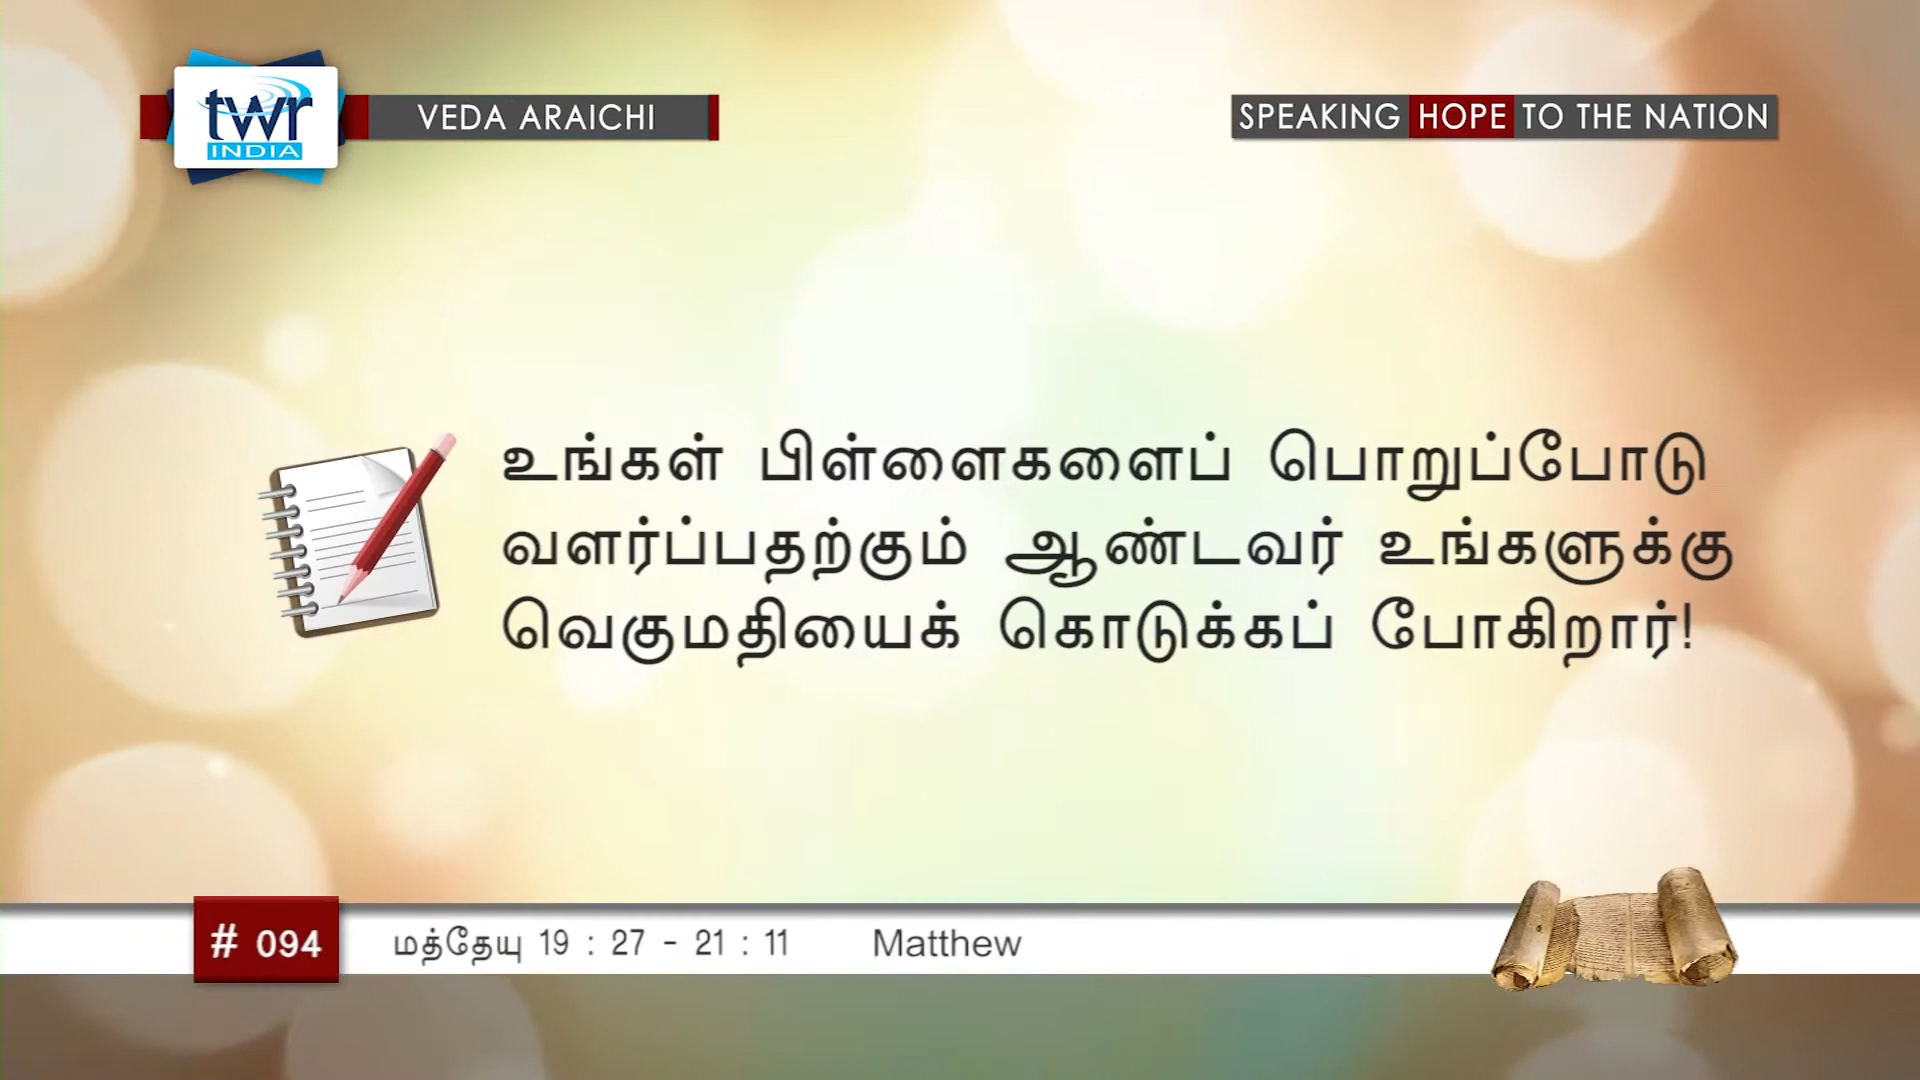 twr
INDIA
VEDA ARAICHI
SPEAKING HOPE TO THE NATION
உங்கள் பிள்ளைகளைப் பொறுப்போடு
வளர்ப்பதற்கும் ஆண்டவர் உங்களுக்கு
வெகுமதியைக் கொடுக்கப் போகிறார்!
# 094
மத்தேயு 19 : 27 - 21 : 11 Matthew